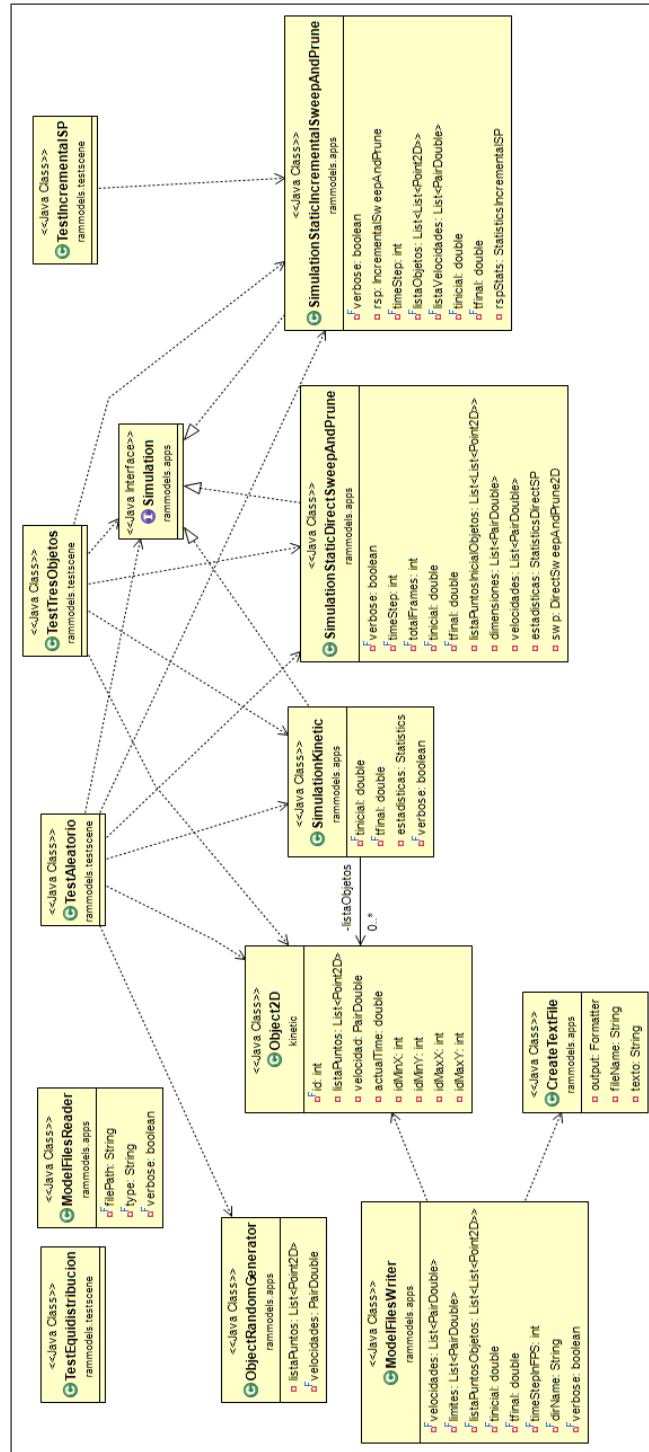 <<Java Class>>
TestEquidistribucion
rammodels.testscene
<<Java Class>>
ModelFilesReader
rammodels.apps
filePath: String
type: String
verbose: boolean
<<Java Class>>
TestAleatorio
rammodels.testscene
<<Java Class>>
TestTresObjetos
rammodels.testscene
<<Java Class>>
TestIncrementalSP
rammodels.testscene
<<Java Interface>>
Simulation
rammodels.apps
<<Java Class>>
ObjectRandomGenerator
rammodels.apps
listaPuntos: List<Point2D>
velocidades: PairDouble
<<Java Class>>
Object2D
kinetic
id: int
listaPuntos: List<Point2D>
velocidad: PairDouble
actualTime: double
idMinX: int
idMinY: int
idMaxX: int
idMaxY: int
-listaObjetos
0..*
<<Java Class>>
SimulationKinetic
rammodels.apps
tinicial: double
tfinal: double
estadisticas: Statistics
verbose: boolean
<<Java Class>>
SimulationStaticDirectSweepAndPrune
rammodels.apps
verbose: boolean
timeStep: int
totalFrames: int
tinicial: double
tfinal: double
listaPuntosInicialObjetos: List<List<Point2D>>
dimensiones: List<PairDouble>
velocidades: List<PairDouble>
estadisticas: StatisticsDirectSP
sw p: DirectSw eepAndPrune2D
<<Java Class>>
SimulationStaticIncrementalSweepAndPrune
rammodels.apps
verbose: boolean
rsp: IncrementalSw eepAndPrune
timeStep: int
listaObjetos: List<List<Point2D>>
listaVelocidades: List<PairDouble>
tinicial: double
tfinal: double
rspStats: StatisticsIncrementalSP
<<Java Class>>
ModelFilesWriter
rammodels.apps
velocidades: List<PairDouble>
limites: List<PairDouble>
listaPuntosObjetos: List<List<Point2D>>
tinicial: double
tfinal: double
timeStepInFPS: int
dirName: String
verbose: boolean
<<Java Class>>
CreateTextFile
rammodels.apps
output: Formatter
fileName: String
texto: String